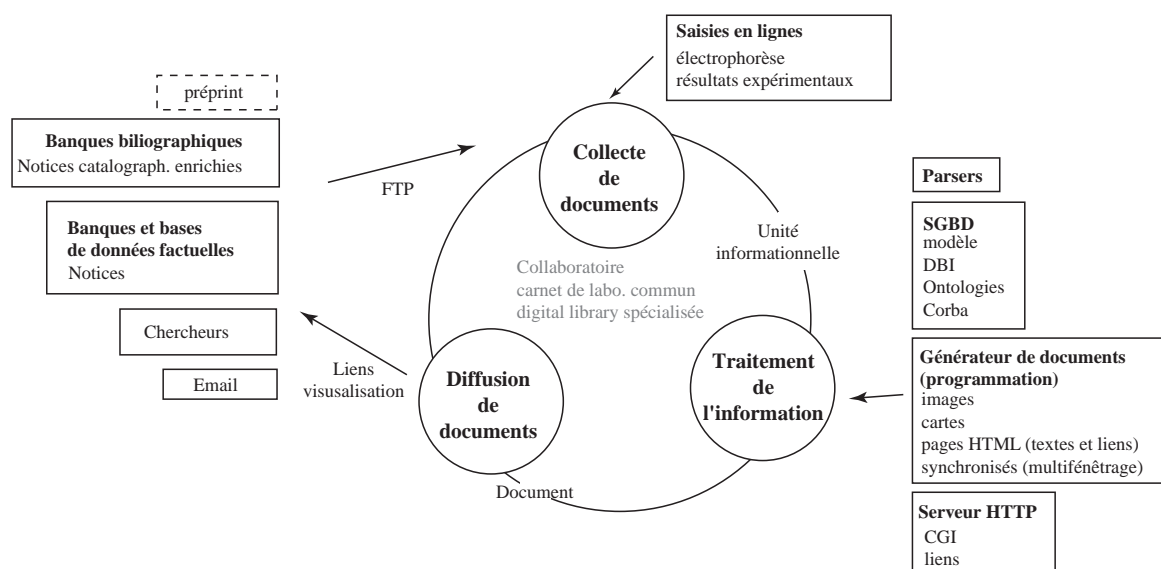 Saisies en lignes
électrophorèse
résultats expérimentaux
préprint
Banques biliographiques
Notices catalograph. enrichies
FTP
Banques et bases
de données factuelles
Notices
Chercheurs
Email
Liens
visusalisation
Collecte
de
documents
Unité
informationnelle
Collaboratoire
carnet de labo. commun
digital library spécialisée
Diffusion
de
documents
Traitement
de
l'information
Document
Parsers
SGBD
modèle
DBI
Ontologies
Corba
Générateur de documents
(programmation)
images
cartes
pages HTML (textes et liens)
synchronisés (multifénêtrage)
Serveur HTTP
CGI
liens